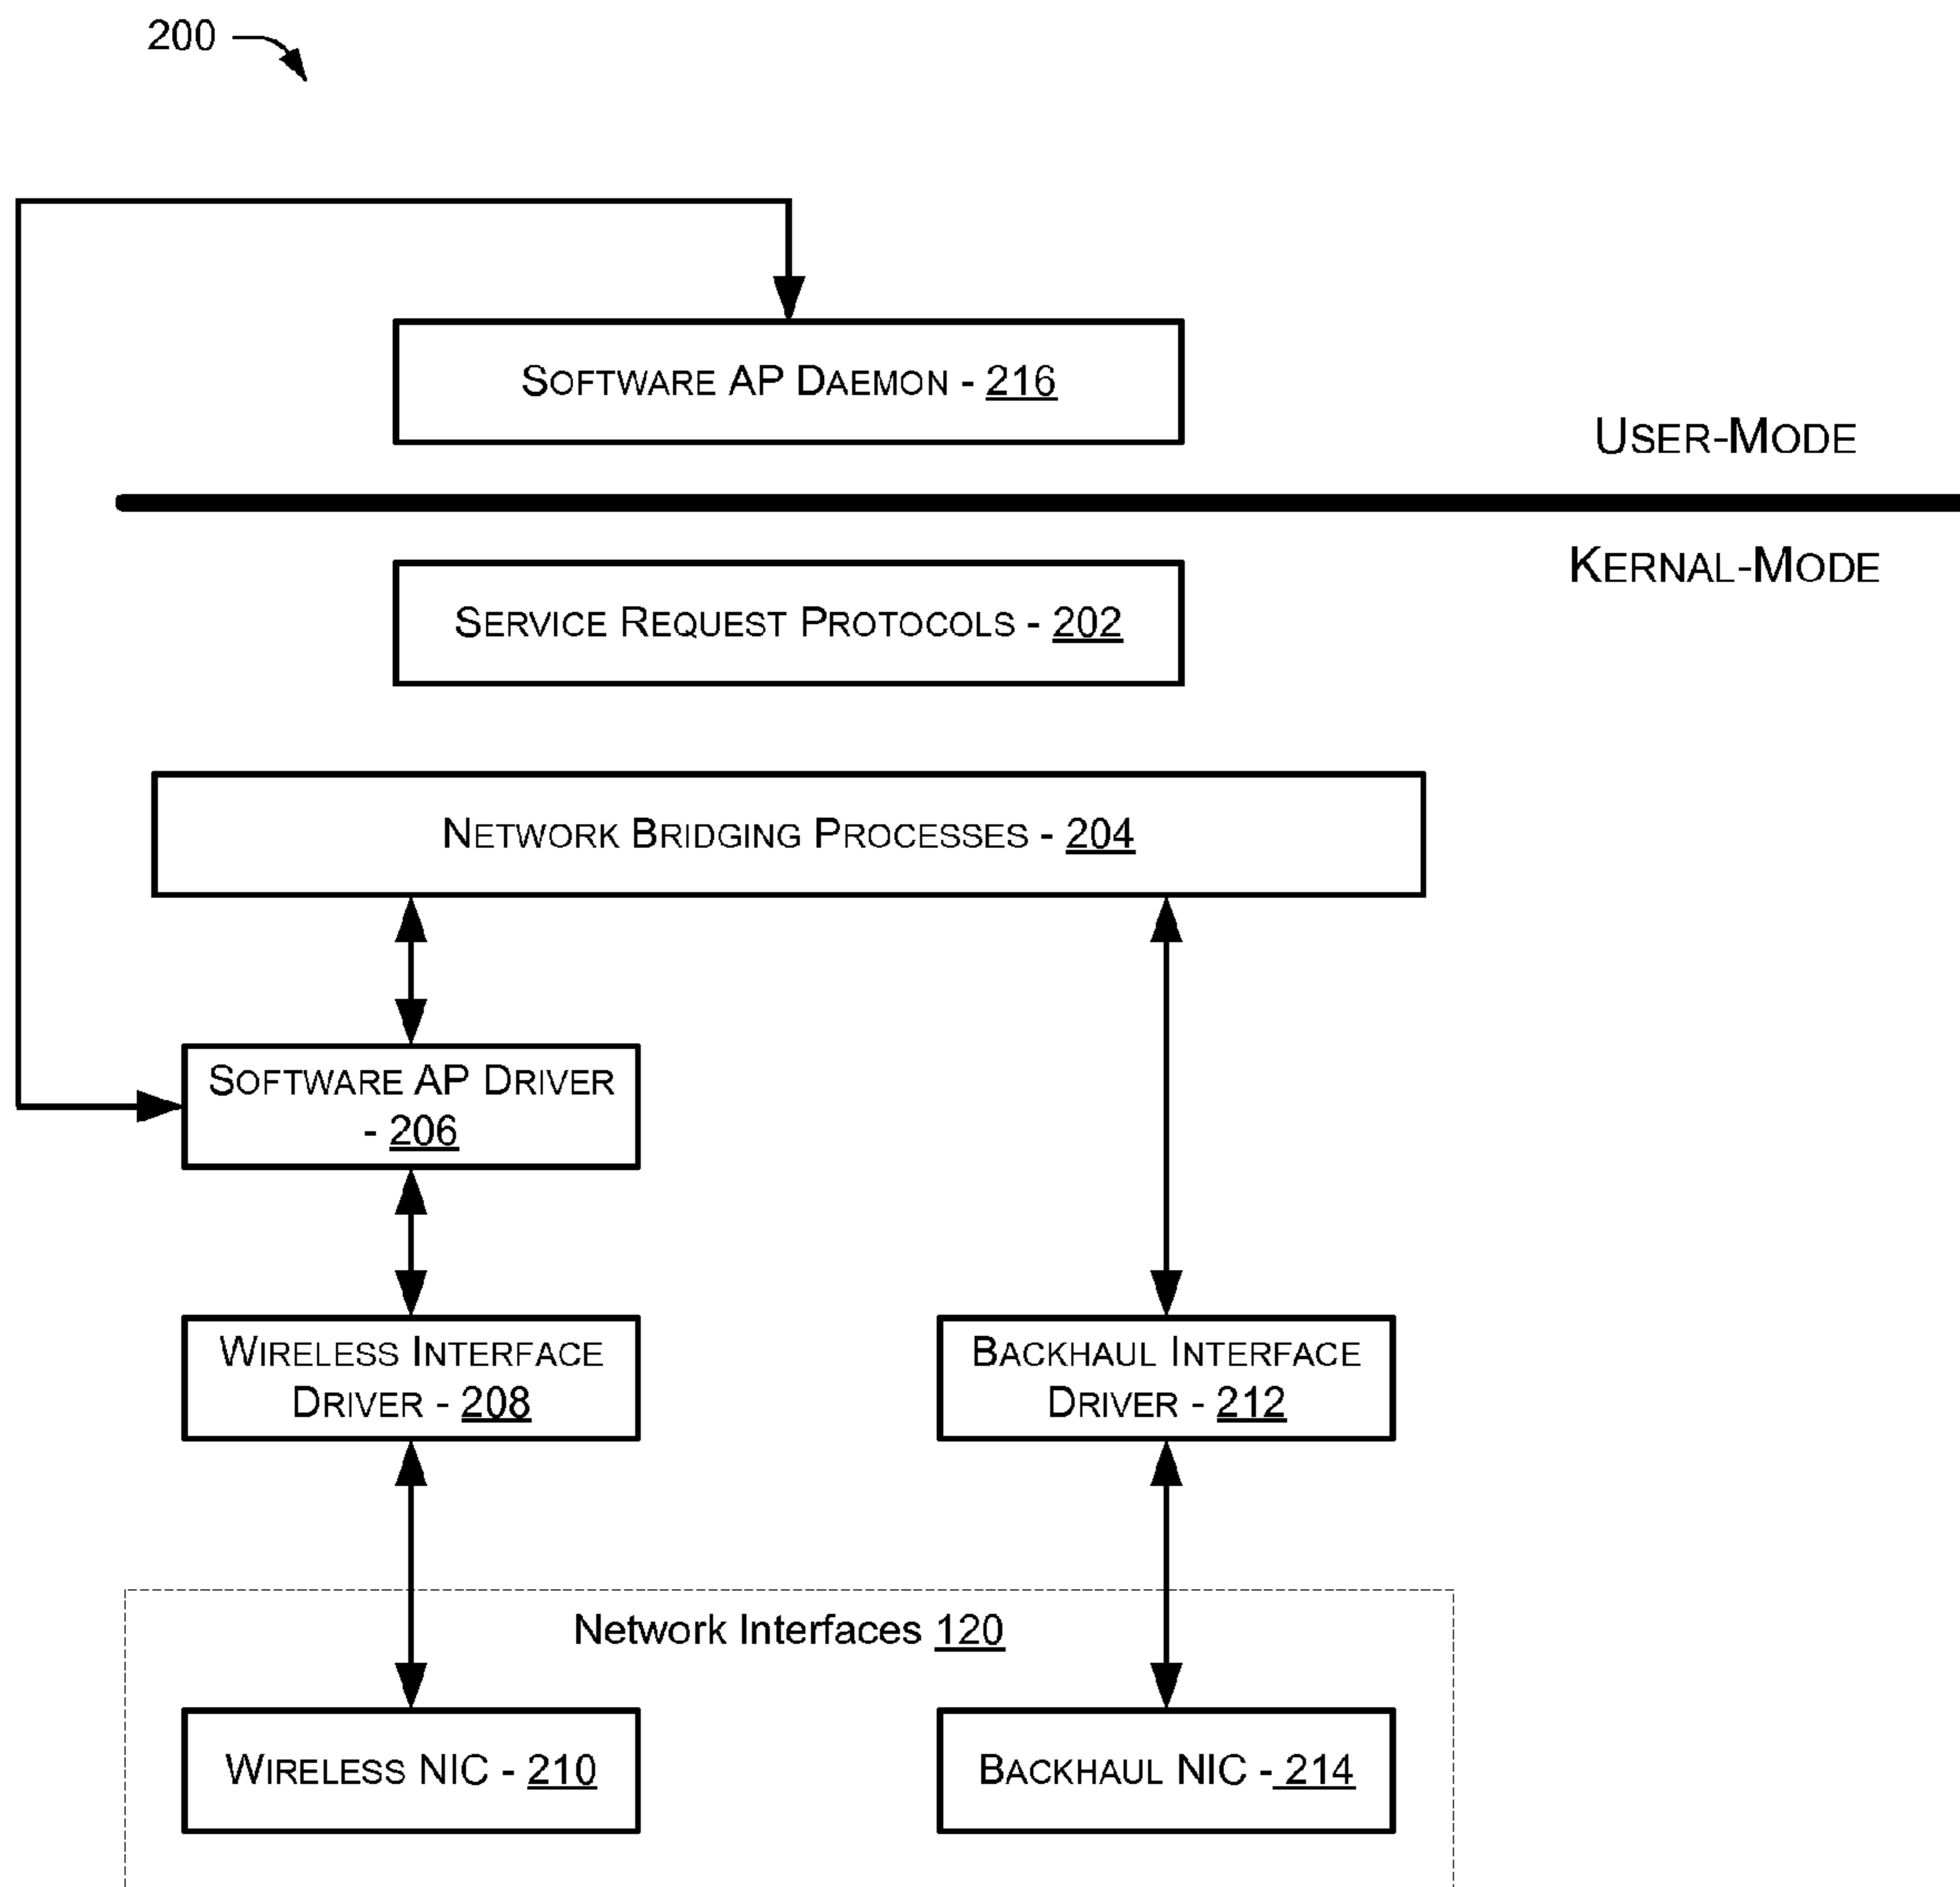 200
SOFTWARE AP DAEMON - 216
USER-MODE
KERNAL-MODE
SERVICE REQUEST PROTOCOLS - 202
NETWORK BRIDGING PROCESSES - 204
SOFTWARE AP DRIVER
- 206
WIRELESS INTERFACE
DRIVER - 208
BACKHAUL INTERFACE
DRIVER - 212
Network Interfaces 120
WIRELESS NIC - 210
BACKHAUL NIC - 214